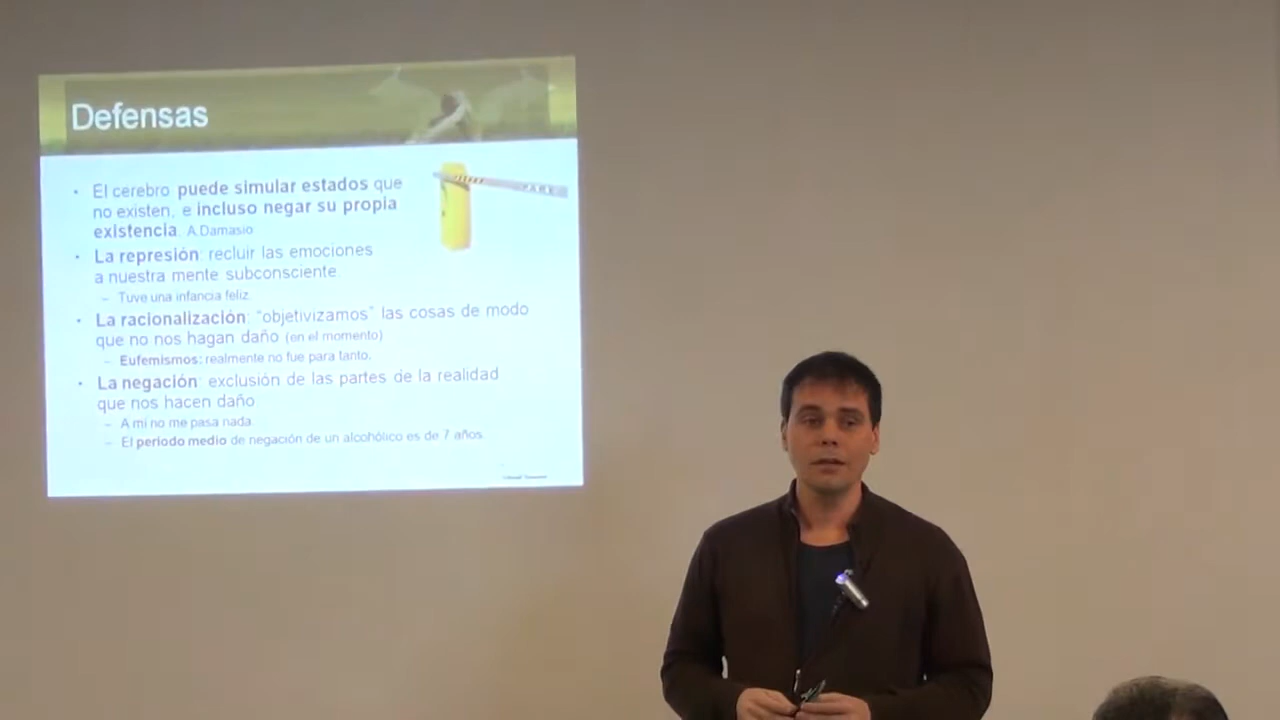 Defensas
• El cerebro puede simular estados que
no existen, e incluso negar su propia
existencia. A.Damasio
• La represión: recluir las emociones
a nuestra mente subconsciente.
– Tuve una infancia feliz.
• La racionalización: “objetivizamos” las cosas de modo
que no nos hagan daño (en el momento)
– Eufemismos: realmente no fue para tanto.
• La negación: exclusión de las partes de la realidad
que nos hacen daño
– A mí no me pasa nada.
– El periodo medio de negación de un alcohólico es de 7 años.